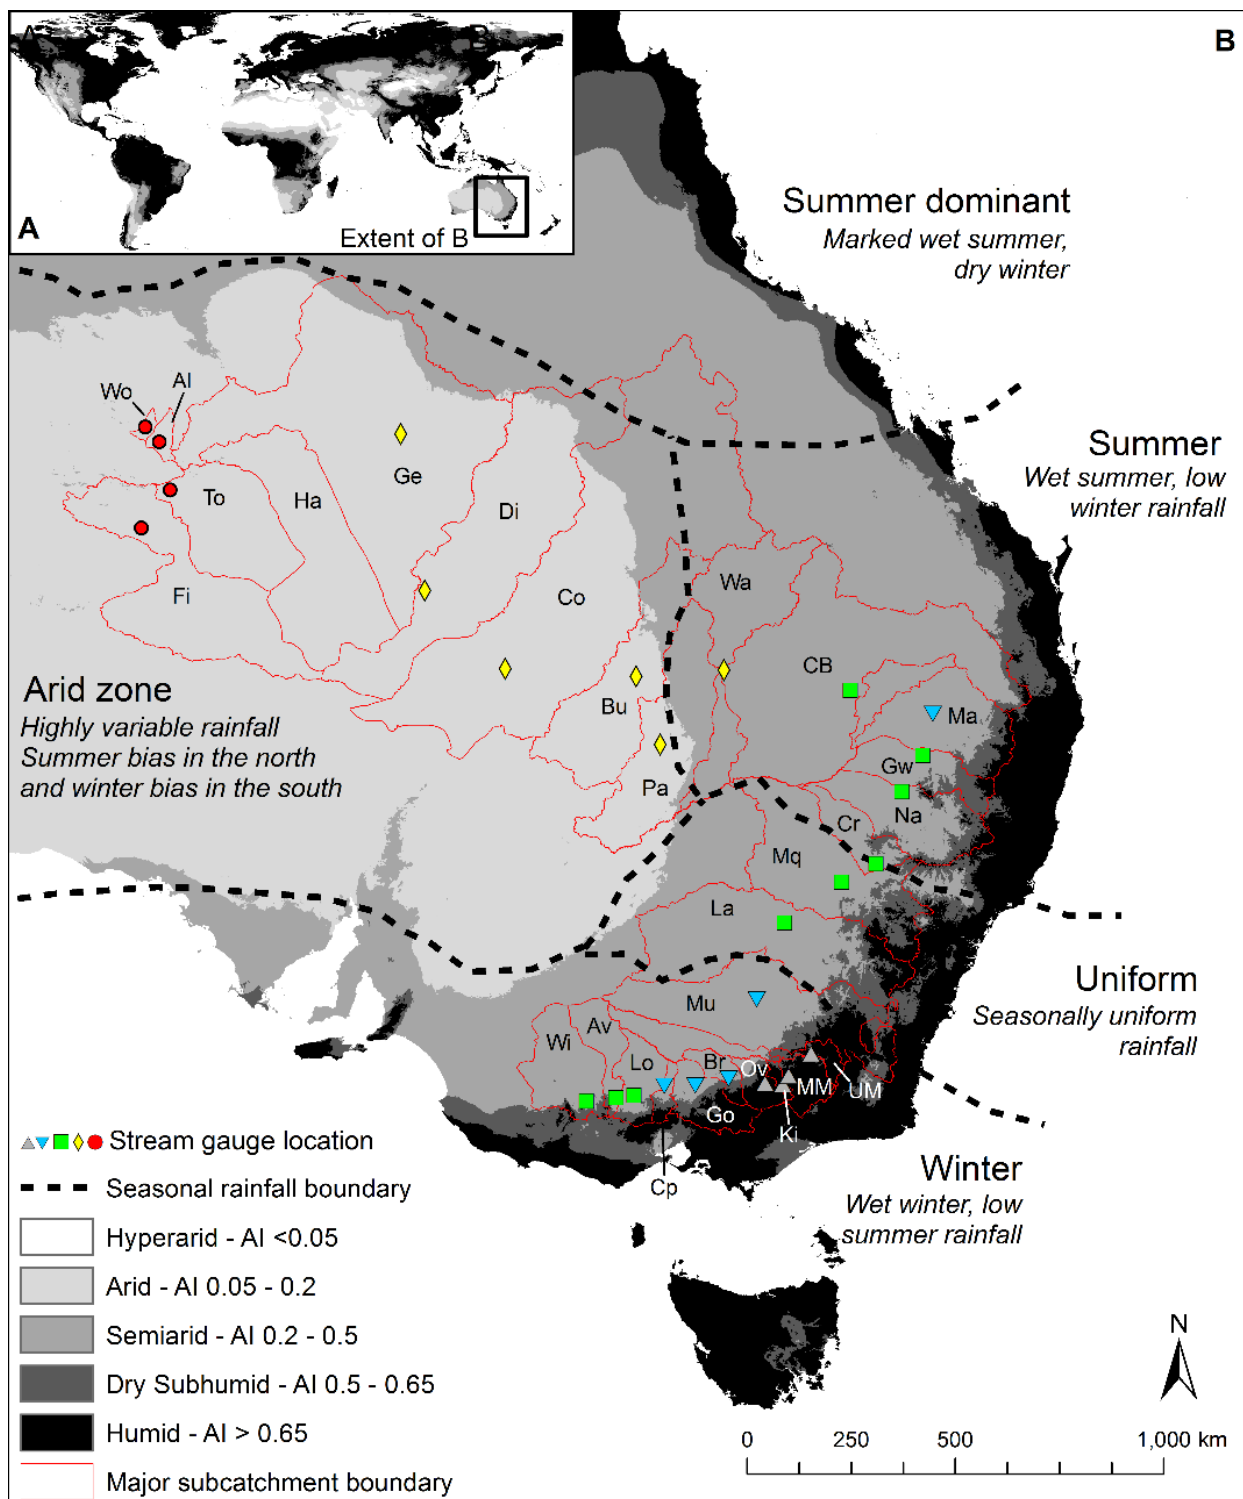 A
B
B
A
Extent of B
Summer dominant
Marked wet summer,
dry winter
Summer
Wet summer, low
winter rainfall
Wo
Al
Ge
To
Ha
Di
Fi
Co
Wa
CB
Bu
Ma
Arid zone
Highly variable rainfall
Summer bias in the north
and winter bias in the south
Gw
Pa
Na
Cr
Mq
La
Uniform
Seasonally uniform
rainfall
Mu
Av
Wi
Lo
Br
Ov
MM
UM
Go
Ki
Cp
Winter
Wet winter, low
summer rainfall
Stream gauge location
Seasonal rainfall boundary
Hyperarid - AI <0.05
Arid - AI 0.05 - 0.2
Semiarid - AI 0.2 - 0.5
Dry Subhumid - AI 0.5 - 0.65
Humid - AI > 0.65
Major subcatchment boundary
N
0 250 500 1,000 km